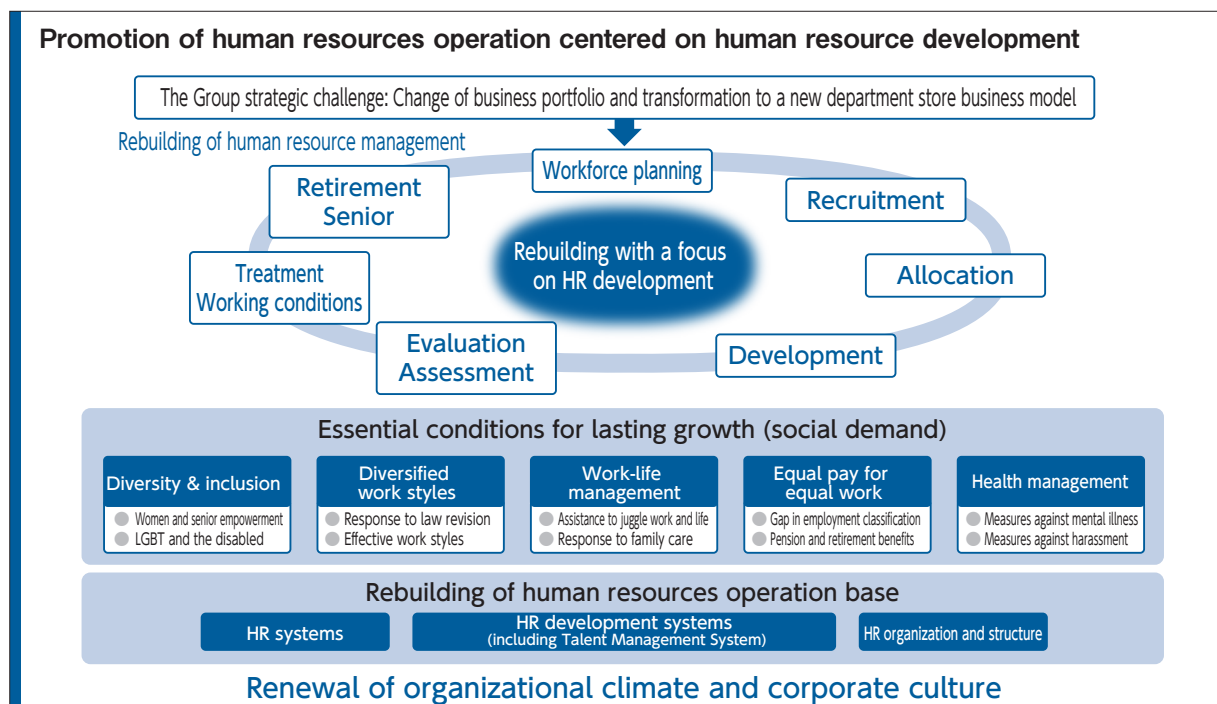 Promotion of human resources operation centered on human resource development
The Group strategic challenge: Change of business portfolio and transformation to a new department store business model
Rebuilding of human resource management
Workforce planning
Retirement
Senior
Recruitment
Rebuilding with a focus
on HR development
Treatment
Working conditions
Allocation
Evaluation
Assessment
Development
Essential conditions for lasting growth (social demand)
Diversity & inclusion
Women and senior empowerment
LGBT and the disabled
Diversified
work styles
Response to law revision
Effective work styles
Work-life
management
Assistance to juggle work and life
Response to family care
Equal pay for
equal work
Gap in employment classification
Pension and retirement benefits
Health management
Measures against mental illness
Measures against harassment
Rebuilding of human resources operation base
HR systems
HR development systems
(including Talent Management System)
HR organization and structure
Renewal of organizational climate and corporate culture